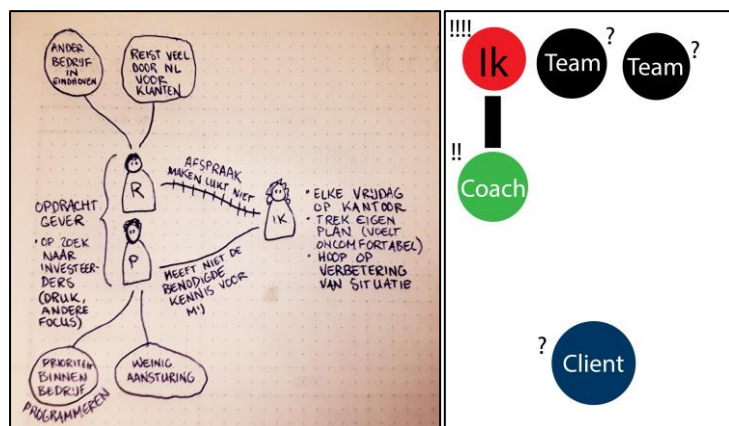 ANDER
BEDRIJF
IN
EINDHOVEN
REIST VEEL
DOOR NL
VOOR
KLANTEN
R
AFSPRAAK
MAKEN LUKT NIET
IK
OPDRACHT
GEVER
• OP ZOEK
NAAR
INVESTEER-
DERS
(DRUK,
ANDERE
FOCUS)
P
HEEFT NIET DE
BENODIGDE
KENNIS VOOR
M'J
• ELKE VRIJDAG
OP KANTOOR
• TREK EIGEN
PLAN (VOELT
ONCOMFORTABEL)
• HOOP OP
VERBETERING
VAN SITUATIE
PRIORITEIT
BINNEN
BEDRIJF
PROGRAMMEREN
WEINIG
AANSTURING
!!!!
Ik
Team
?
Team
?
!!
Coach
?
Client